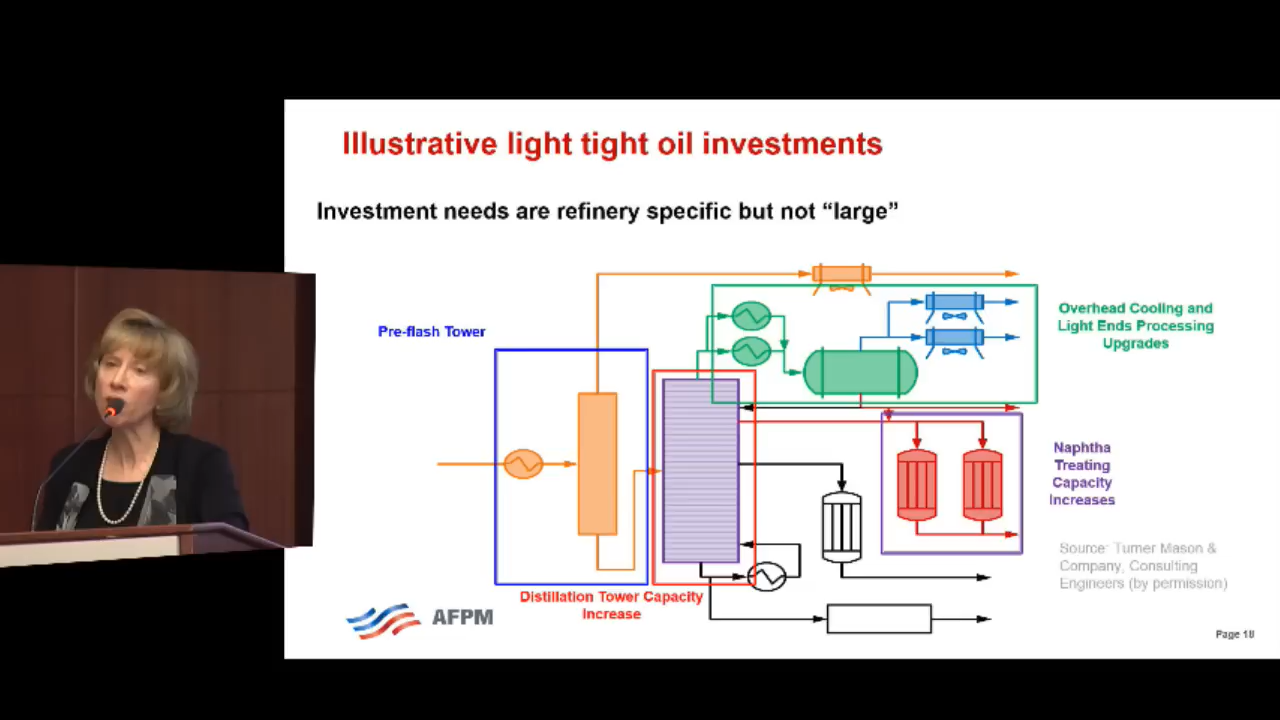 Illustrative light tight oil investments
Investment needs are refinery specific but not “large”
Pre-flash Tower
Overhead Cooling and
Light Ends Processing
Upgrades
Naphtha
Treating
Capacity
Increases
Source: Turner Mason &
Company, Consulting
Engineers (by permission)
Distillation Tower Capacity
Increase
AFPM
Page 18